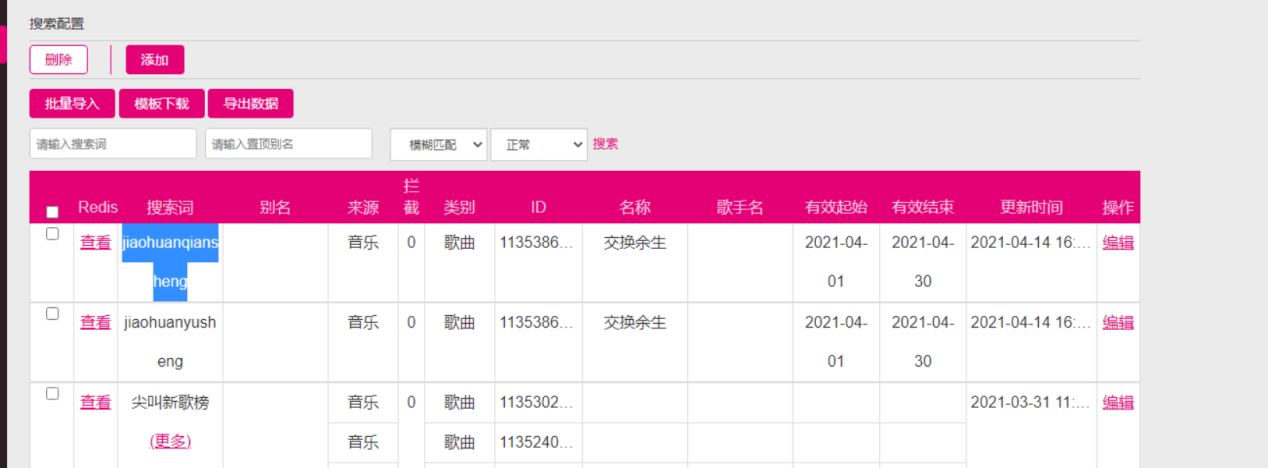 搜索配置
删除 添加
批量导入 模板下载 导出数据
请输入搜索词 请输入置顶别名 模糊匹配 正常 搜索
Redis 搜索词 别名 来源 拦截 类别 ID 名称 歌手名 有效起始 有效结束 更新时间 操作
查看 jiaohuanqians 音乐 0 歌曲 1135386... 交换余生 2021-04- 2021-04- 2021-04-14 16:... 编辑
heng 01 30
查看 jiaohuanyush 音乐 0 歌曲 1135386... 交换余生 2021-04- 2021-04- 2021-04-14 16:... 编辑
eng 01 30
查看 尖叫新歌榜 音乐 0 歌曲 1135302... 2021-03-31 11:... 编辑
(更多) 音乐 歌曲 1135240...